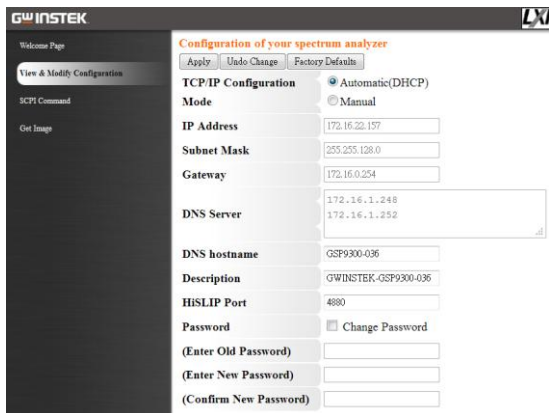 GWINSTEK
LXI
Welcome Page
View & Modify Configuration
SCPI Command
Get Image
Configuration of your spectrum analyzer
Apply Undo Change Factory Defaults
TCP/IP Configuration Mode
Automatic(DHCP)
Manual
IP Address 172.16.22.157
Subnet Mask 255.255.128.0
Gateway 172.16.0.254
DNS Server
172.16.1.248
172.16.1.252
DNS hostname GSP9300-036
Description GWINSTEK-GSP9300-036
HiSLIP Port 4880
Password Change Password
(Enter Old Password)
(Enter New Password)
(Confirm New Password)